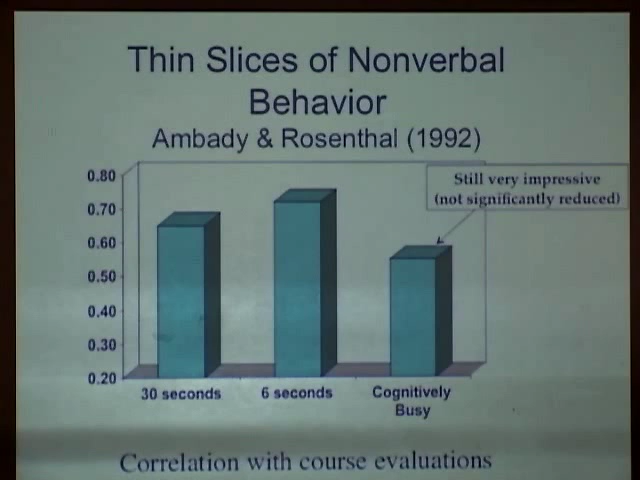 Thin Slices of Nonverbal
Behavior
Ambady & Rosenthal (1992)
Still very impressive
(not significantly reduced)
0.80
0.70
0.60
0.50
0.40
0.30
0.20
30 seconds
6 seconds
Cognitively
Busy
Correlation with course evaluations